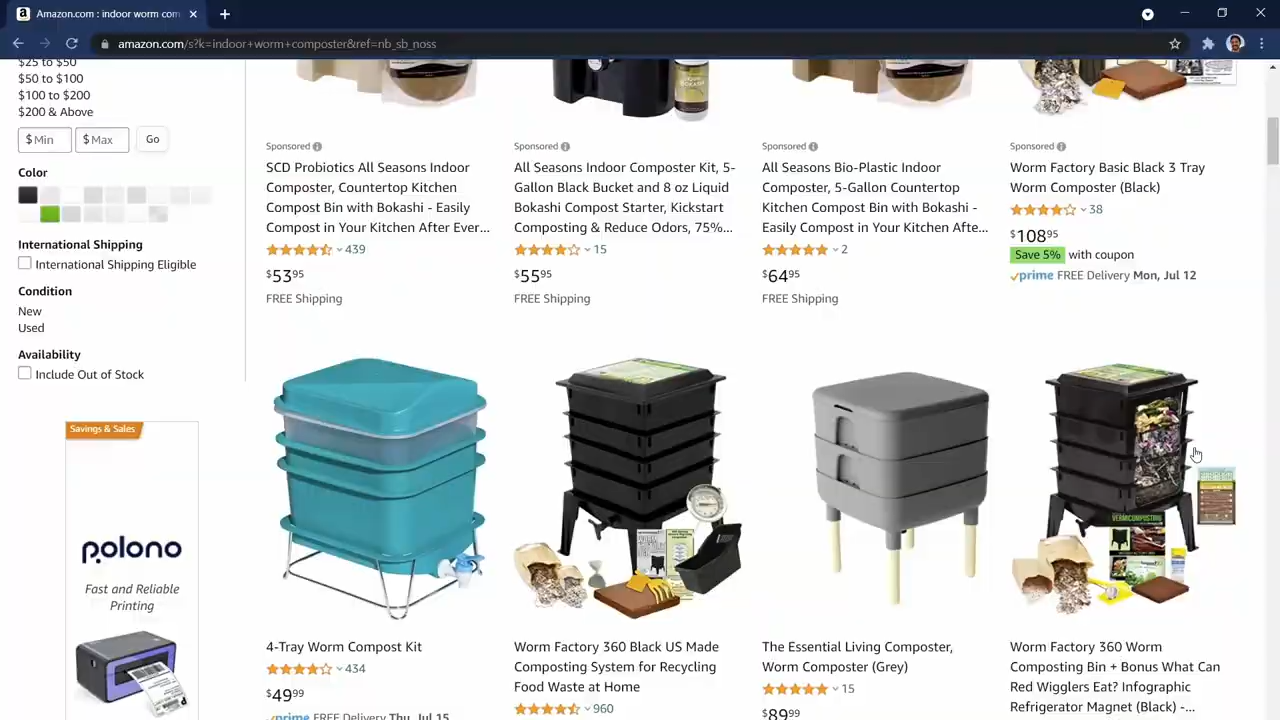 Amazon.com : indoor worm com
amazon.com/s?k=indoor+worm+composter&ref=nb_sb_noss
$25 to $50
$50 to $100
$100 to $200
$200 & Above
$ Min
$ Max
Go
Color
International Shipping
International Shipping Eligible
Condition
New
Used
Availability
Include Out of Stock
Savings & Sales
polono
Fast and Reliable
Printing
Sponsored
SCD Probiotics All Seasons Indoor
Composter, Countertop Kitchen
Compost Bin with Bokashi - Easily
Compost in Your Kitchen After Ever...
439
$53 95
FREE Shipping
Sponsored
All Seasons Indoor Composter Kit, 5-
Gallon Black Bucket and 8 oz Liquid
Bokashi Compost Starter, Kickstart
Composting & Reduce Odors, 75%...
15
$55 95
FREE Shipping
Sponsored
All Seasons Bio-Plastic Indoor
Composter, 5-Gallon Countertop
Kitchen Compost Bin with Bokashi -
Easily Compost in Your Kitchen Afte...
2
$64 95
FREE Shipping
Sponsored
Worm Factory Basic Black 3 Tray
Worm Composter (Black)
38
$108 95
Save 5% with coupon
prime FREE Delivery Mon, Jul 12
4-Tray Worm Compost Kit
434
$49 99
prime FREE Delivery Thu, Jul 15
Worm Factory 360 Black US Made
Composting System for Recycling
Food Waste at Home
960
The Essential Living Composter,
Worm Composter (Grey)
15
$89 99
VERMICOMPOSTING
Worm Factory 360 Worm
Composting Bin + Bonus What Can
Red Wigglers Eat? Infographic
Refrigerator Magnet (Black) -...